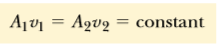 A₁v₁ = A₂v₂ = constant